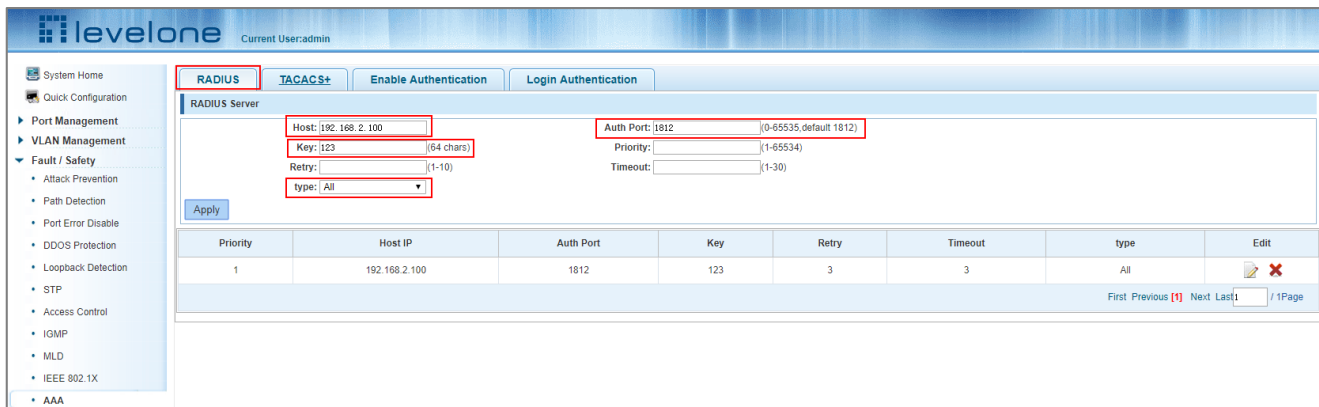 levelone Current User:admin
System Home
Quick Configuration
Port Management
VLAN Management
Fault / Safety
Attack Prevention
Path Detection
Port Error Disable
DDOS Protection
Loopback Detection
STP
Access Control
IGMP
MLD
IEEE 802.1X
AAA
RADIUS TACACS+ Enable Authentication Login Authentication
RADIUS Server
Host: 192.168.2.100 Auth Port: 1812 (0-65535,default 1812)
Key: 123 (64 chars) Priority: (1-65534)
Retry: (1-10) Timeout: (1-30)
type: All
Apply
Priority Host IP Auth Port Key Retry Timeout type Edit
1 192.168.2.100 1812 123 3 3 All
First Previous [1] Next Last 1 / 1Page